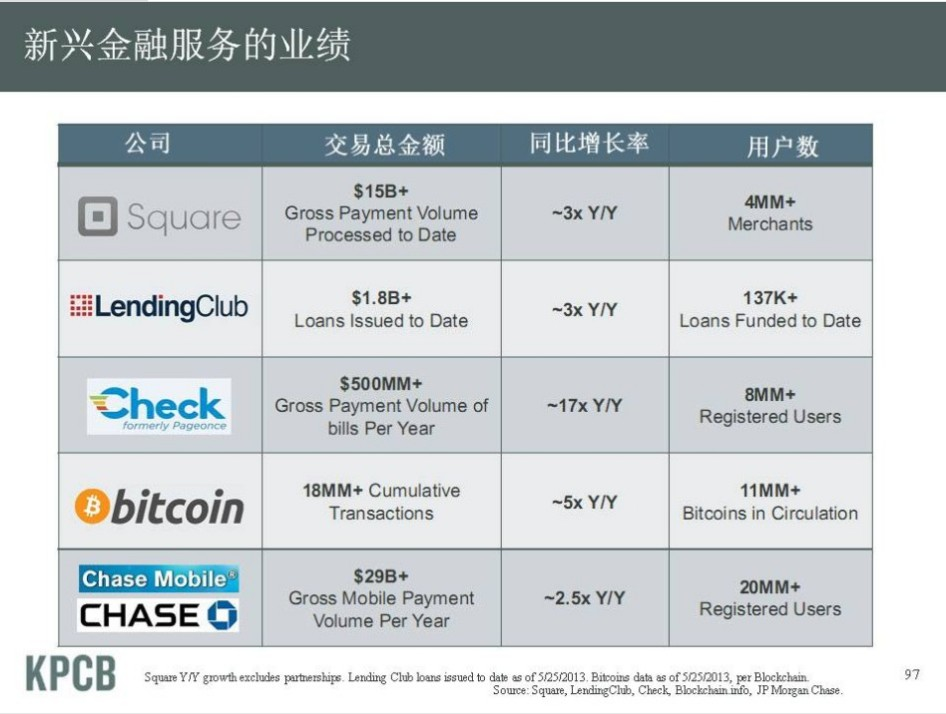 新兴金融服务的业绩
公司
交易总金额
同比增长率
用户数
Square
$15B+
Gross Payment Volume
Processed to Date
~3x Y/Y
4MM+
Merchants
LendingClub
$1.8B+
Loans Issued to Date
~3x Y/Y
137K+
Loans Funded to Date
Check
formerly Pageonce
$500MM+
Gross Payment Volume of
bills Per Year
~17x Y/Y
8MM+
Registered Users
bitcoin
18MM+ Cumulative
Transactions
~5x Y/Y
11MM+
Bitcoins in Circulation
Chase Mobile®
CHASE
$29B+
Gross Mobile Payment
Volume Per Year
~2.5x Y/Y
20MM+
Registered Users
KPCB
Square Y/Y growth excludes partnerships. Lending Club loans issued to date as of 5/25/2013. Bitcoins data as of 5/25/2013, per Blockchain.
Source: Square, LendingClub, Check, Blockchain.info, JP Morgan Chase.
97